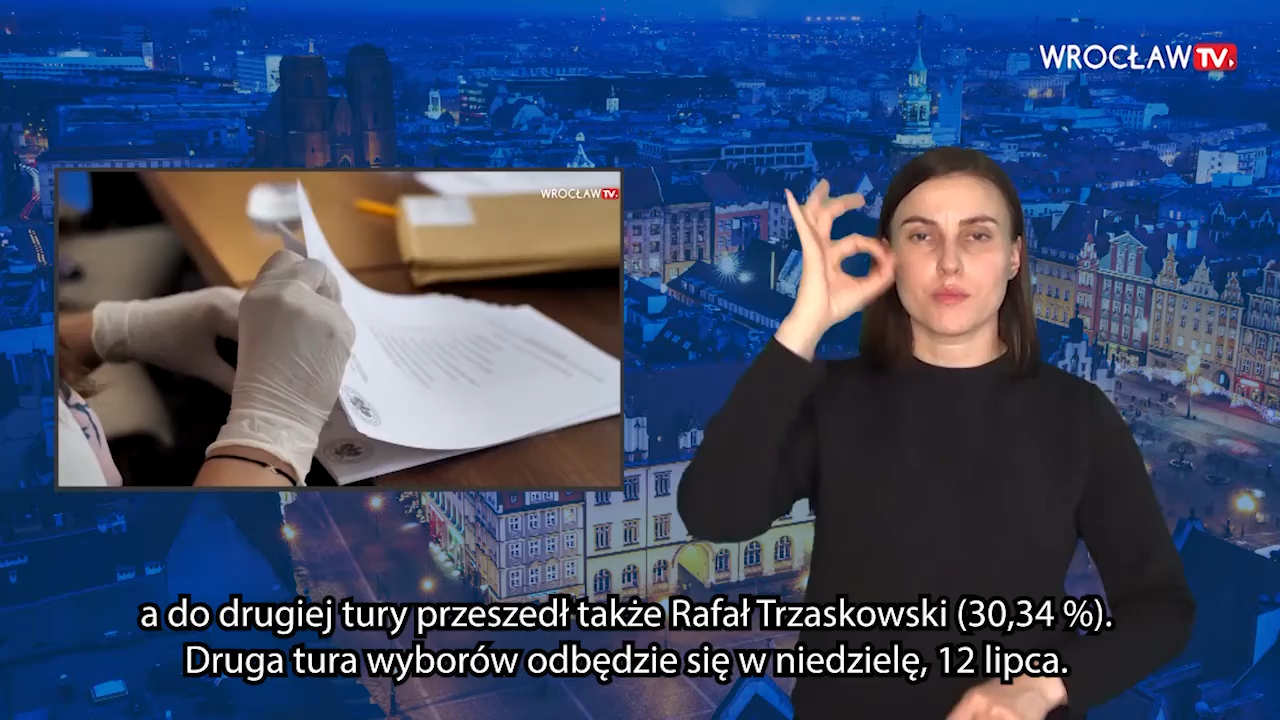 WROCŁAW TV
WROCŁAW TV
a do drugiej tury przeszedł także Rafał Trzaskowski (30,34 %).
Druga tura wyborów odbędzie się w niedzielę, 12 lipca.